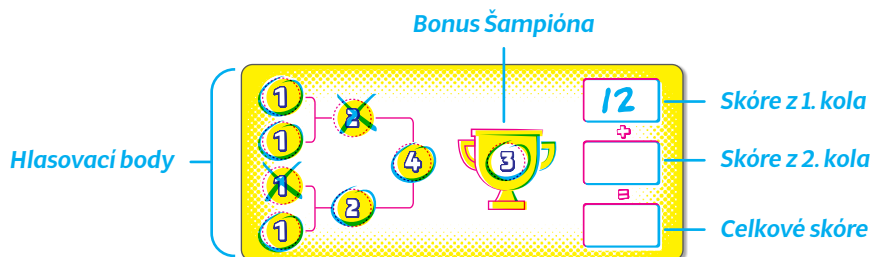 Bonus Šampióna
Hlasovací body
1
1
1
1
2
2
4
3
12
+
=
Skóre z 1. kola
Skóre z 2. kola
Celkové skóre